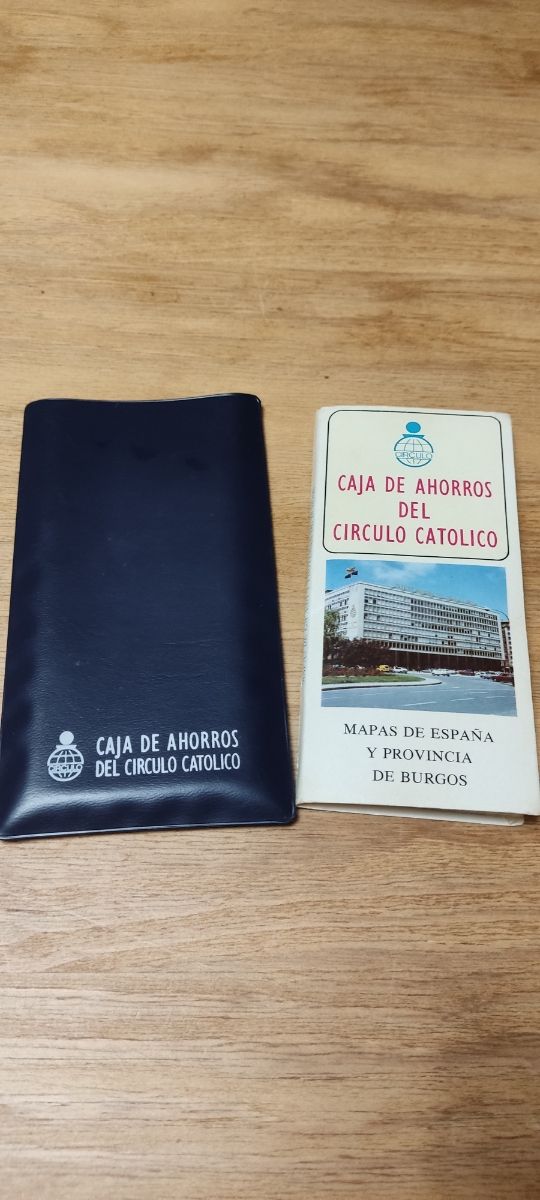 CIRCULO
CAJA DE AHORROS
DEL CIRCULO CATOLICO
CIRCULO
CAJA DE AHORROS
DEL
CIRCULO CATOLICO
MAPAS DE ESPAÑA
Y PROVINCIA
DE BURGOS